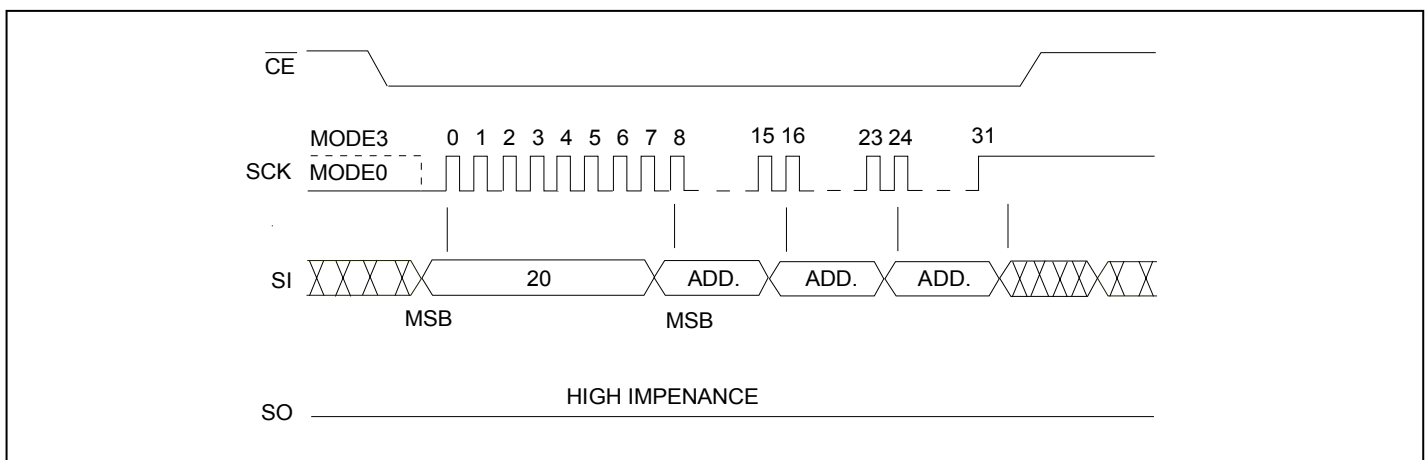 CE
MODE3 0 1 2 3 4 5 6 7 8 15 16 23 24 31
SCK MODE0
SI 20 ADD. ADD. ADD.
MSB MSB
HIGH IMPENANCE
SO